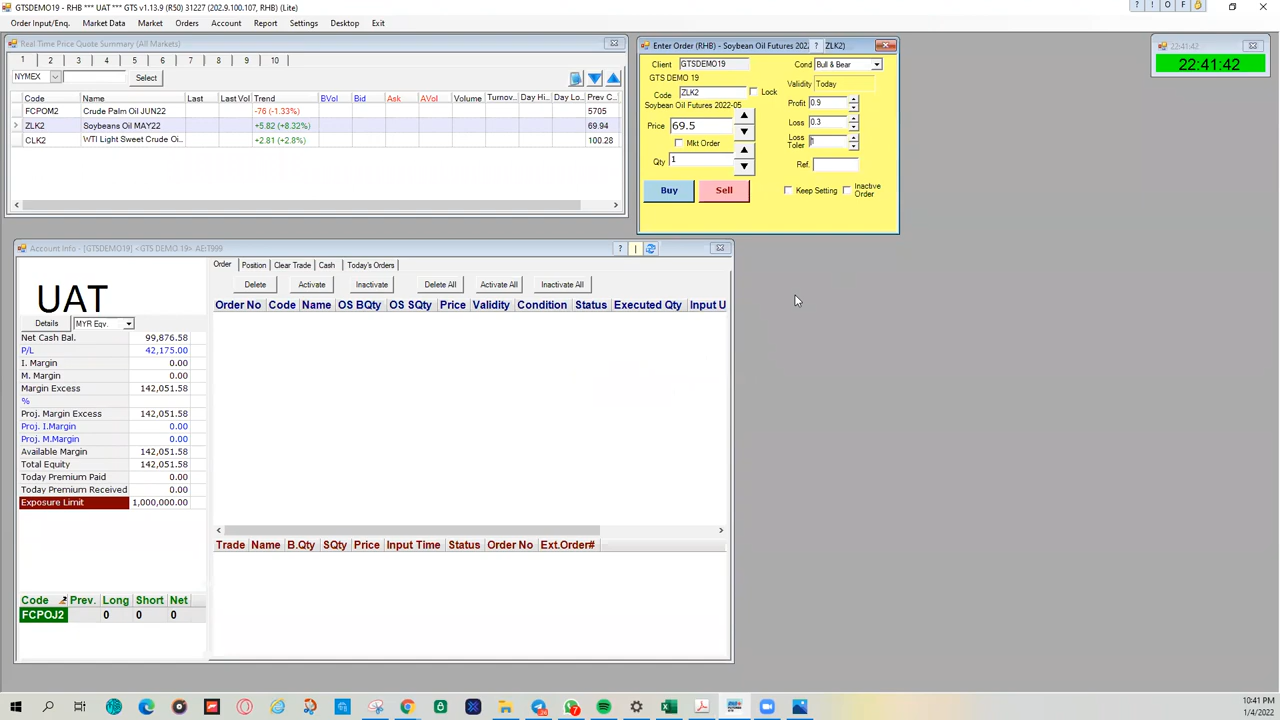 GTSDEMO19 - RHB *** UAT *** GTS v1.13.9 (R50) 31227 (202.9.100.107, RHB) (Lite)
Order Input/Enq. Market Data Market Orders Account Report Settings Desktop Exit
Real Time Price Quote Summary (All Markets)
1 2 3 4 5 6 7 8 9 10
NYMEX Select
Code Name Last Last Vol Trend BVol Bid Ask AVol Volume Turnov... Day Hi... Day Lo... Prev C...
FCPOM2 Crude Palm Oil JUN22 -76 (-1.33%) 5705
ZLK2 Soybeans Oil MAY22 +5.82 (+8.32%) 69.94
CLK2 WTI Light Sweet Crude Oi... +2.81 (+2.8%) 100.28
Enter Order (RHB) - Soybean Oil Futures 202 ? ZLK2)
Client GTSDEMO19 Cond Bull & Bear
GTS DEMO 19 Validity Today
Code ZLK2 Lock Profit 0.9
Soybean Oil Futures 2022-05
Price 69.5 Loss 0.3
Mkt Order Loss Toler
Qty 1 Ref.
Buy Sell Keep Setting Inactive Order
22:41:42
22:41:42
Account Info - [GTSDEMO19] <GTS DEMO 19> AE:T999
UAT
Details MYR Eqv.
Net Cash Bal. 99,876.58
P/L 42,175.00
I. Margin 0.00
M. Margin 0.00
Margin Excess 142,051.58
%
Proj. Margin Excess 142,051.58
Proj. I.Margin 0.00
Proj. M.Margin 0.00
Available Margin 142,051.58
Total Equity 142,051.58
Today Premium Paid 0.00
Today Premium Received 0.00
Exposure Limit 1,000,000.00
Code Prev. Long Short Net
FCPOJ2 0 0 0
Order Position Clear Trade Cash Today's Orders
Delete Activate Inactivate Delete All Activate All Inactivate All
Order No Code Name OS BQty OS SQty Price Validity Condition Status Executed Qty Input U
Trade Name B.Qty SQty Price Input Time Status Order No Ext.Order#
10:41 PM
1/4/2022